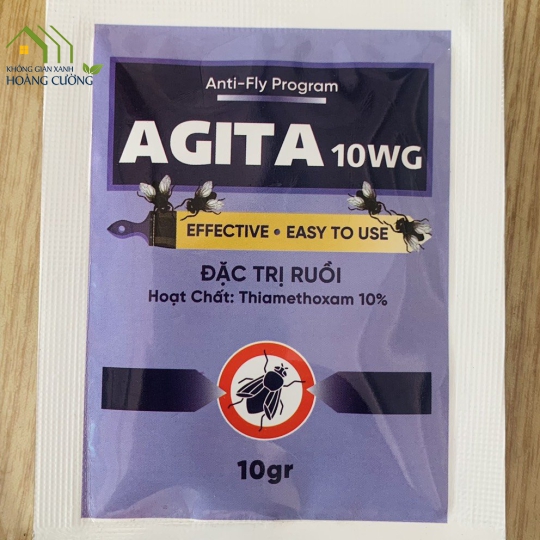 KHÔNG GIAN XANH
HOÀNG CƯỜNG
Anti-Fly Program
AGITA 10WG
EFFECTIVE • EASY TO USE
ĐẶC TRỊ RUỒI
Hoạt Chất: Thiamethoxam 10%
10gr